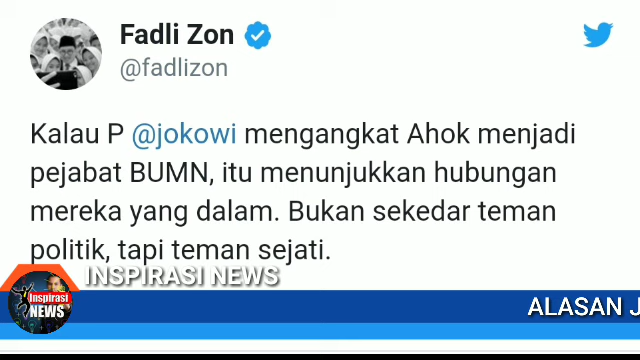 Fadli Zon
@fadlizon
Kalau P @jokowi mengangkat Ahok menjadi
pejabat BUMN, itu menunjukkan hubungan
mereka yang dalam. Bukan sekedar teman
politik, tapi teman sejati.
INSPIRASI NEWS
Inspirasi
NEWS
ALASAN J